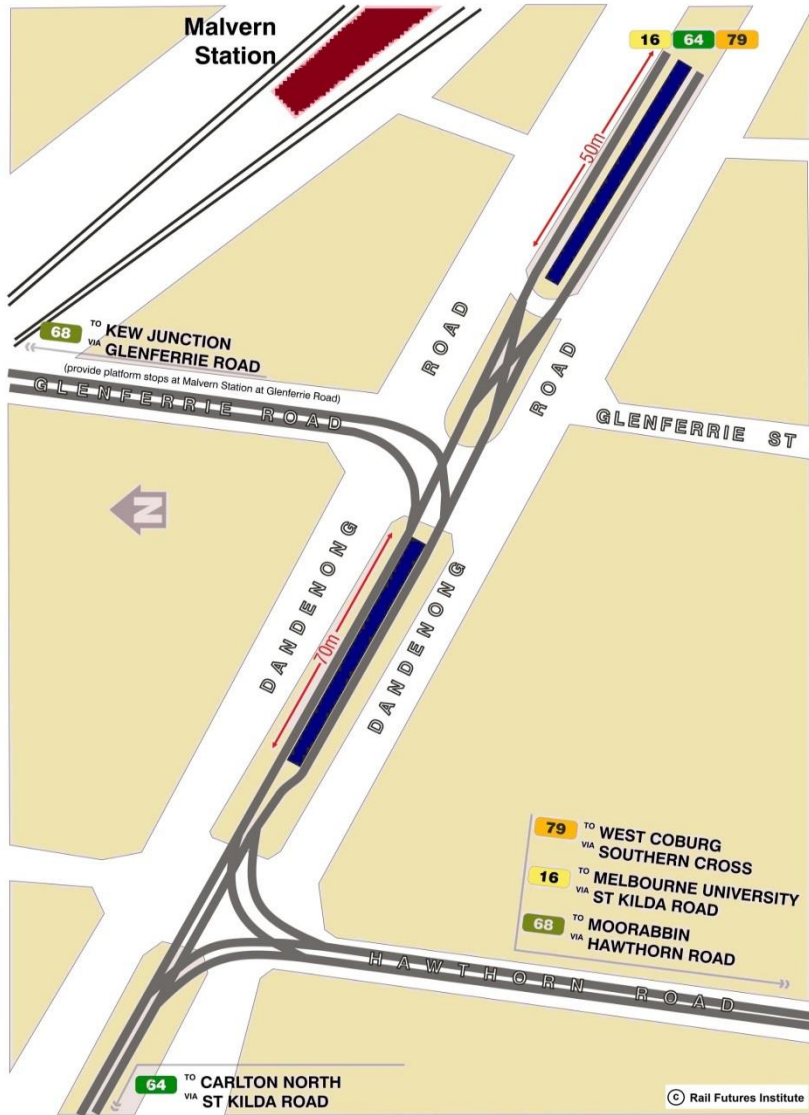 Malvern
Station
16 64 79
50m
68 TO KEW JUNCTION
VIA GLENFERRIE ROAD
(provide platform stops at Malvern Station at Glenferrie Road)
GLENFERRIE ROAD
ROAD
ROAD
GLENFERRIE ST
N
DANDENONG
DANDENONG
70m
79 TO WEST COBURG
VIA SOUTHERN CROSS
16 TO MELBOURNE UNIVERSITY
VIA ST KILDA ROAD
68 TO MOORABBIN
VIA HAWTHORN ROAD
HAWTHORN ROAD
64 TO CARLTON NORTH
VIA ST KILDA ROAD
© Rail Futures Institute